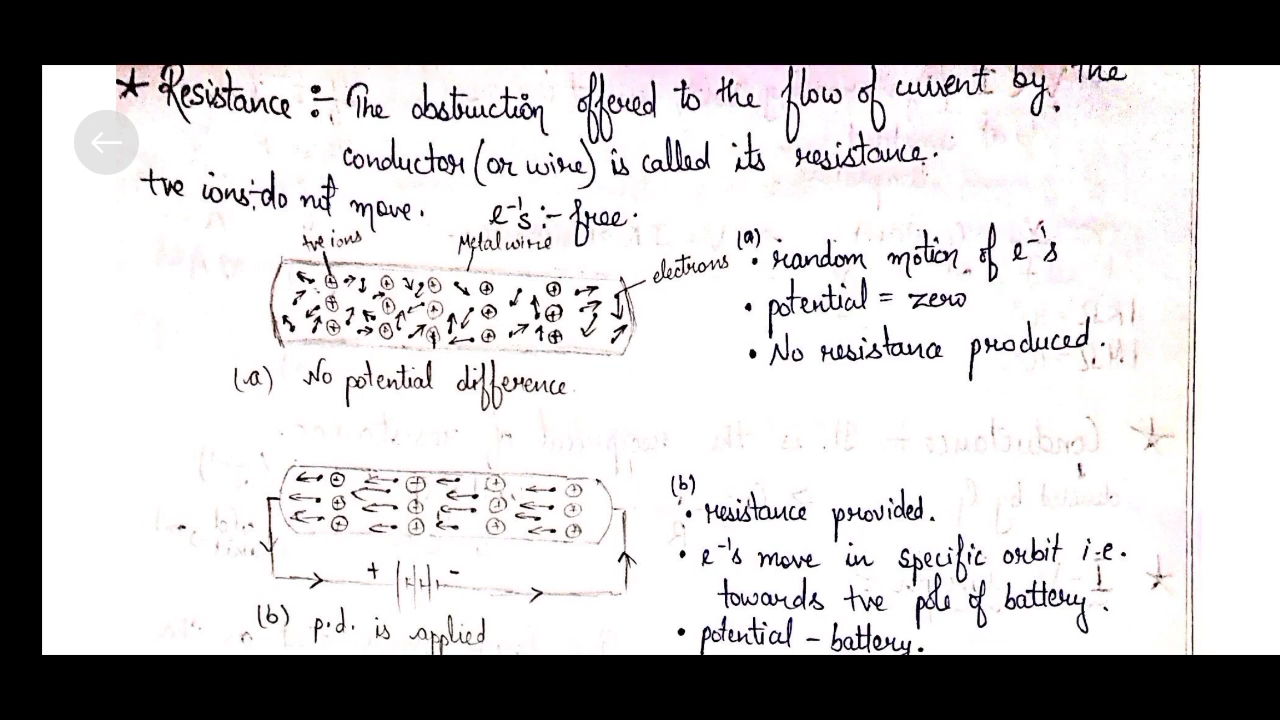 ★ Resistance :- The obstruction offered to the flow of current by the
conductor (or wire) is called its resistance.
+ve ions:- do not move. e⁻'s :- free.
+ve ions
Metal wire
electrons
(a) No potential difference.
(a)
• random motion of e⁻'s
• potential = zero
• No resistance produced.
+ -
(b) p.d. is applied
(b)
• resistance provided.
• e⁻'s move in specific orbit i.e.
towards +ve pole of battery.
• potential - battery.